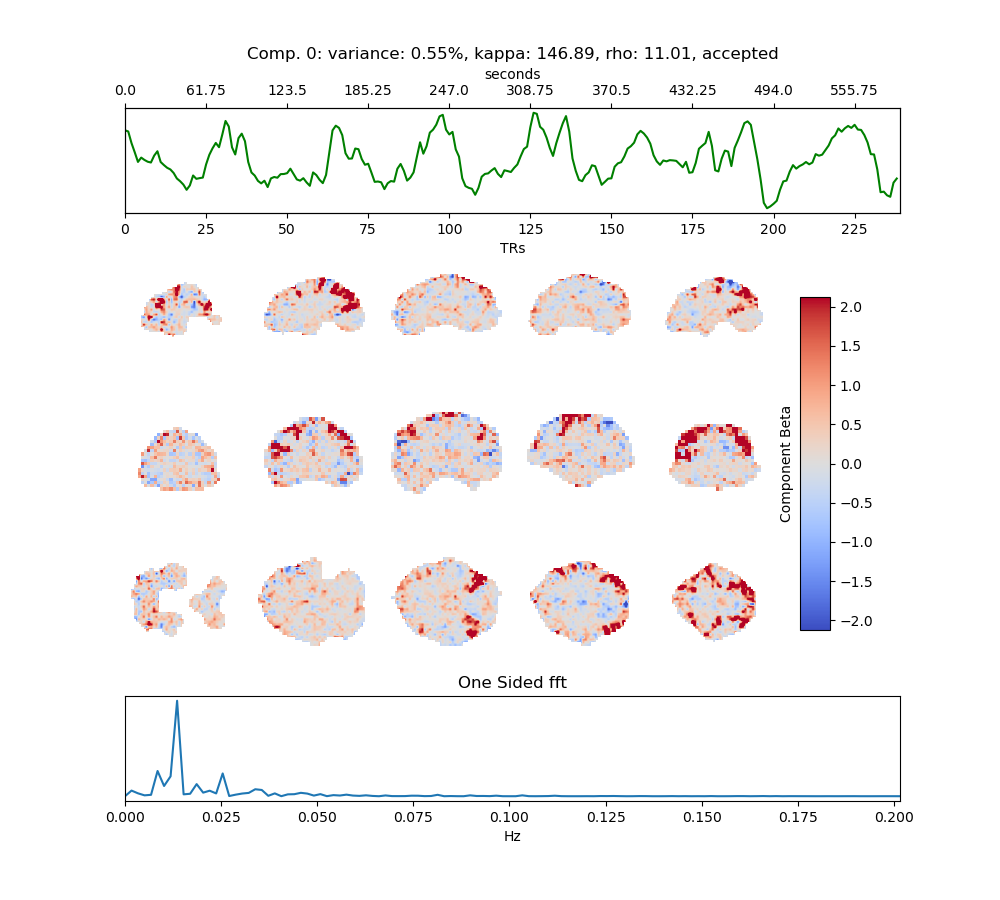 Comp. 0: variance: 0.55%, kappa: 146.89, rho: 11.01, accepted
seconds
0.0 61.75 123.5 185.25 247.0 308.75 370.5 432.25 494.0 555.75
0 25 50 75 100 125 150 175 200 225
TRs
2.0
1.5
1.0
0.5
0.0
−0.5
−1.0
−1.5
−2.0
Component Beta
One Sided fft
0.000 0.025 0.050 0.075 0.100 0.125 0.150 0.175 0.200
Hz